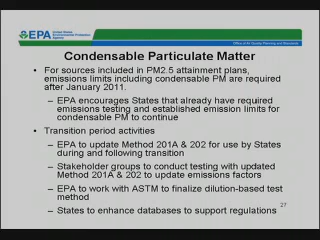 EPA
United States
Environmental Protection
Agency
Office of Air Quality Planning and Standards
Condensable Particulate Matter
• For sources included in PM2.5 attainment plans,
emissions limits including condensable PM are required
after January 2011.
– EPA encourages States that already have required
emissions testing and established emission limits for
condensable PM to continue
• Transition period activities
– EPA to update Method 201A & 202 for use by States
during and following transition
– Stakeholder groups to conduct testing with updated
Method 201A & 202 to update emissions factors
– EPA to work with ASTM to finalize dilution-based test
method
– States to enhance databases to support regulations
27